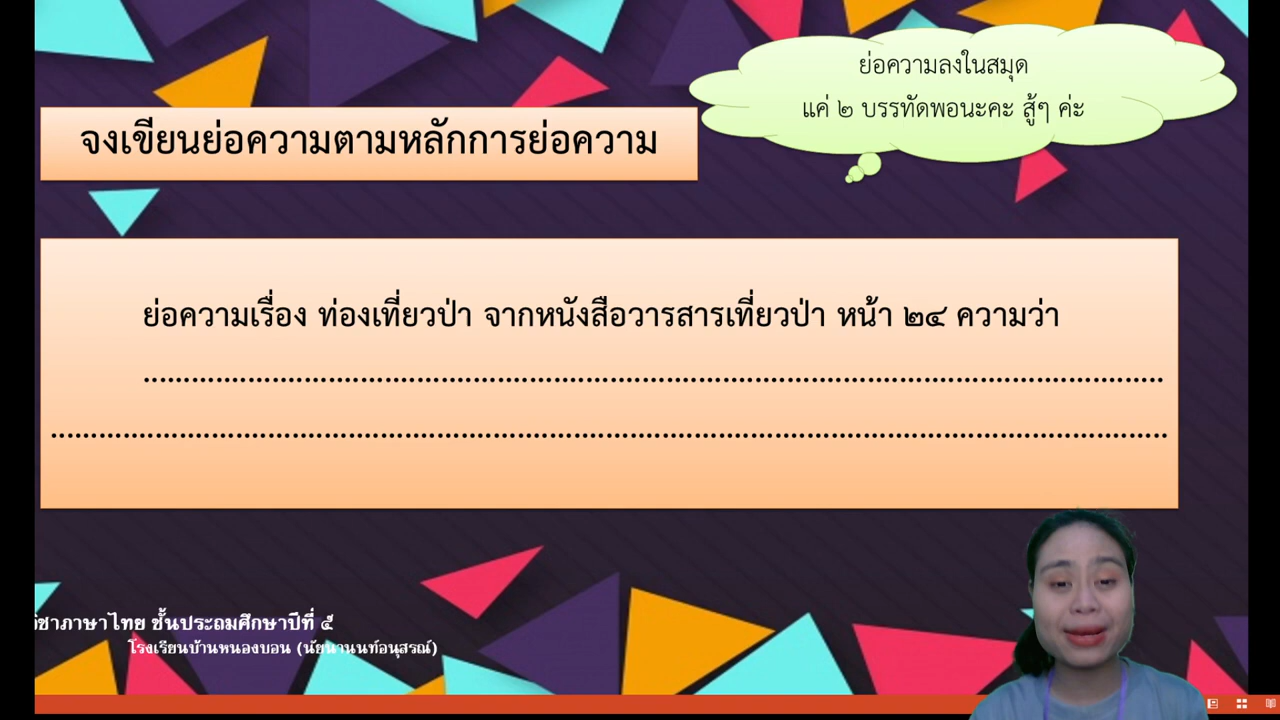 ย่อความลงในสมุด
แค่ ๒ บรรทัดพอนะคะ สู้ๆ ค่ะ
จงเขียนย่อความตามหลักการย่อความ
ย่อความเรื่อง ท่องเที่ยวป่า จากหนังสือวารสารเที่ยวป่า หน้า ๒๔ ความว่า
วิชาภาษาไทย ชั้นประถมศึกษาปีที่ ๕
โรงเรียนบ้านหนองบอน (นัยนานนท์อนุสรณ์)